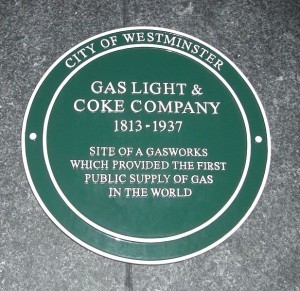 CITY OF WESTMINSTER
GAS LIGHT &
COKE COMPANY
1813-1937
SITE OF A GASWORKS
WHICH PROVIDED THE FIRST
PUBLIC SUPPLY OF GAS
IN THE WORLD